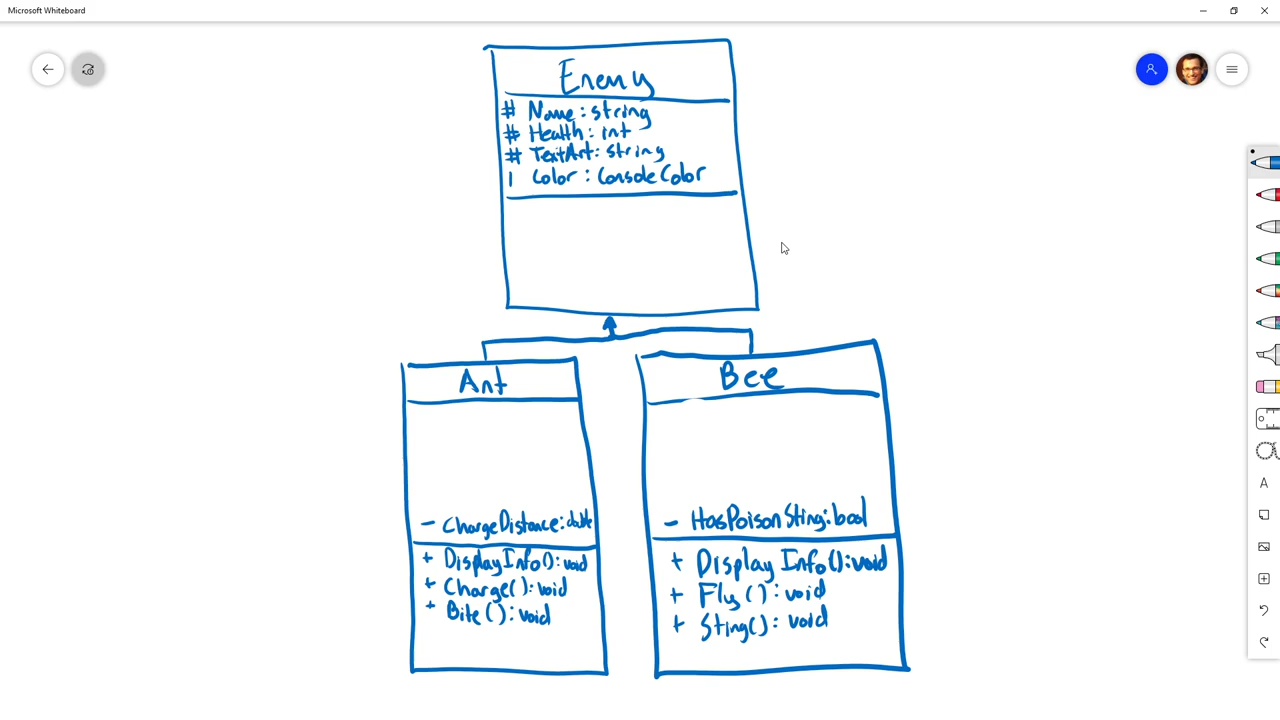 Microsoft Whiteboard
Enemy
# Name: string
# Health: int
# TextArt: string
| Color: ConsoleColor
Ant
- ChargeDistance: double
+ DisplayInfo(): void
+ Charge(): void
+ Bite(): void
Bee
- HasPoisonSting: bool
+ DisplayInfo(): void
+ Fly(): void
+ Sting(): void
A